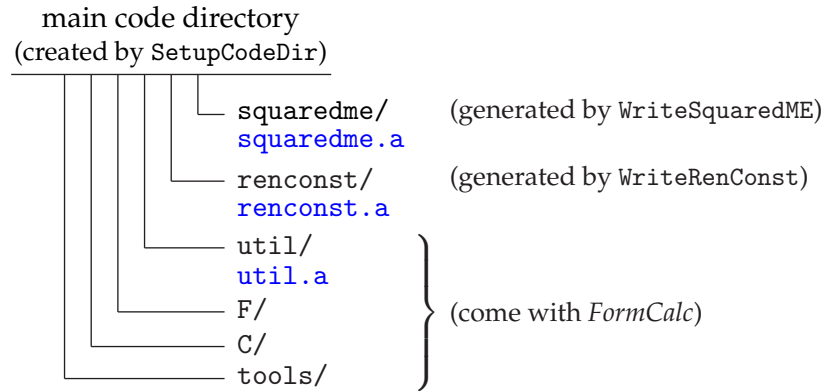 main code directory
(created by SetupCodeDir)
squaredme/ (generated by WriteSquaredME)
squaredme.a
renconst/ (generated by WriteRenConst)
renconst.a
util/
util.a
F/ (come with FormCalc)
C/
tools/